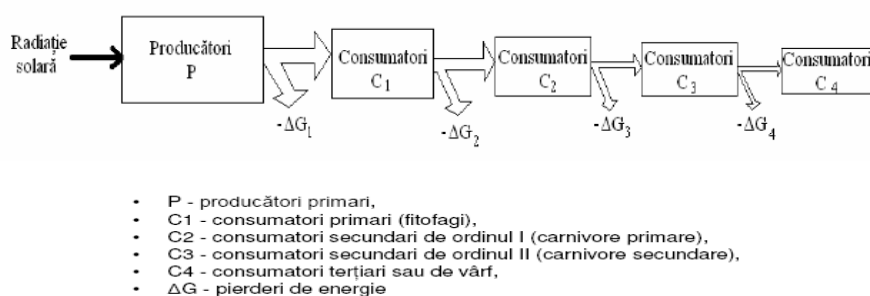 Radiație
solară
Producători
P
Consumatori
C1
Consumatori
C2
Consumatori
C3
Consumatori
C4
-ΔG1
-ΔG2
-ΔG3
-ΔG4
• P - producători primari,
• C1 - consumatori primari (fitofagi),
• C2 - consumatori secundari de ordinul I (carnivore primare),
• C3 - consumatori secundari de ordinul II (carnivore secundare),
• C4 - consumatori terțiari sau de vârf,
• ΔG - pierderi de energie